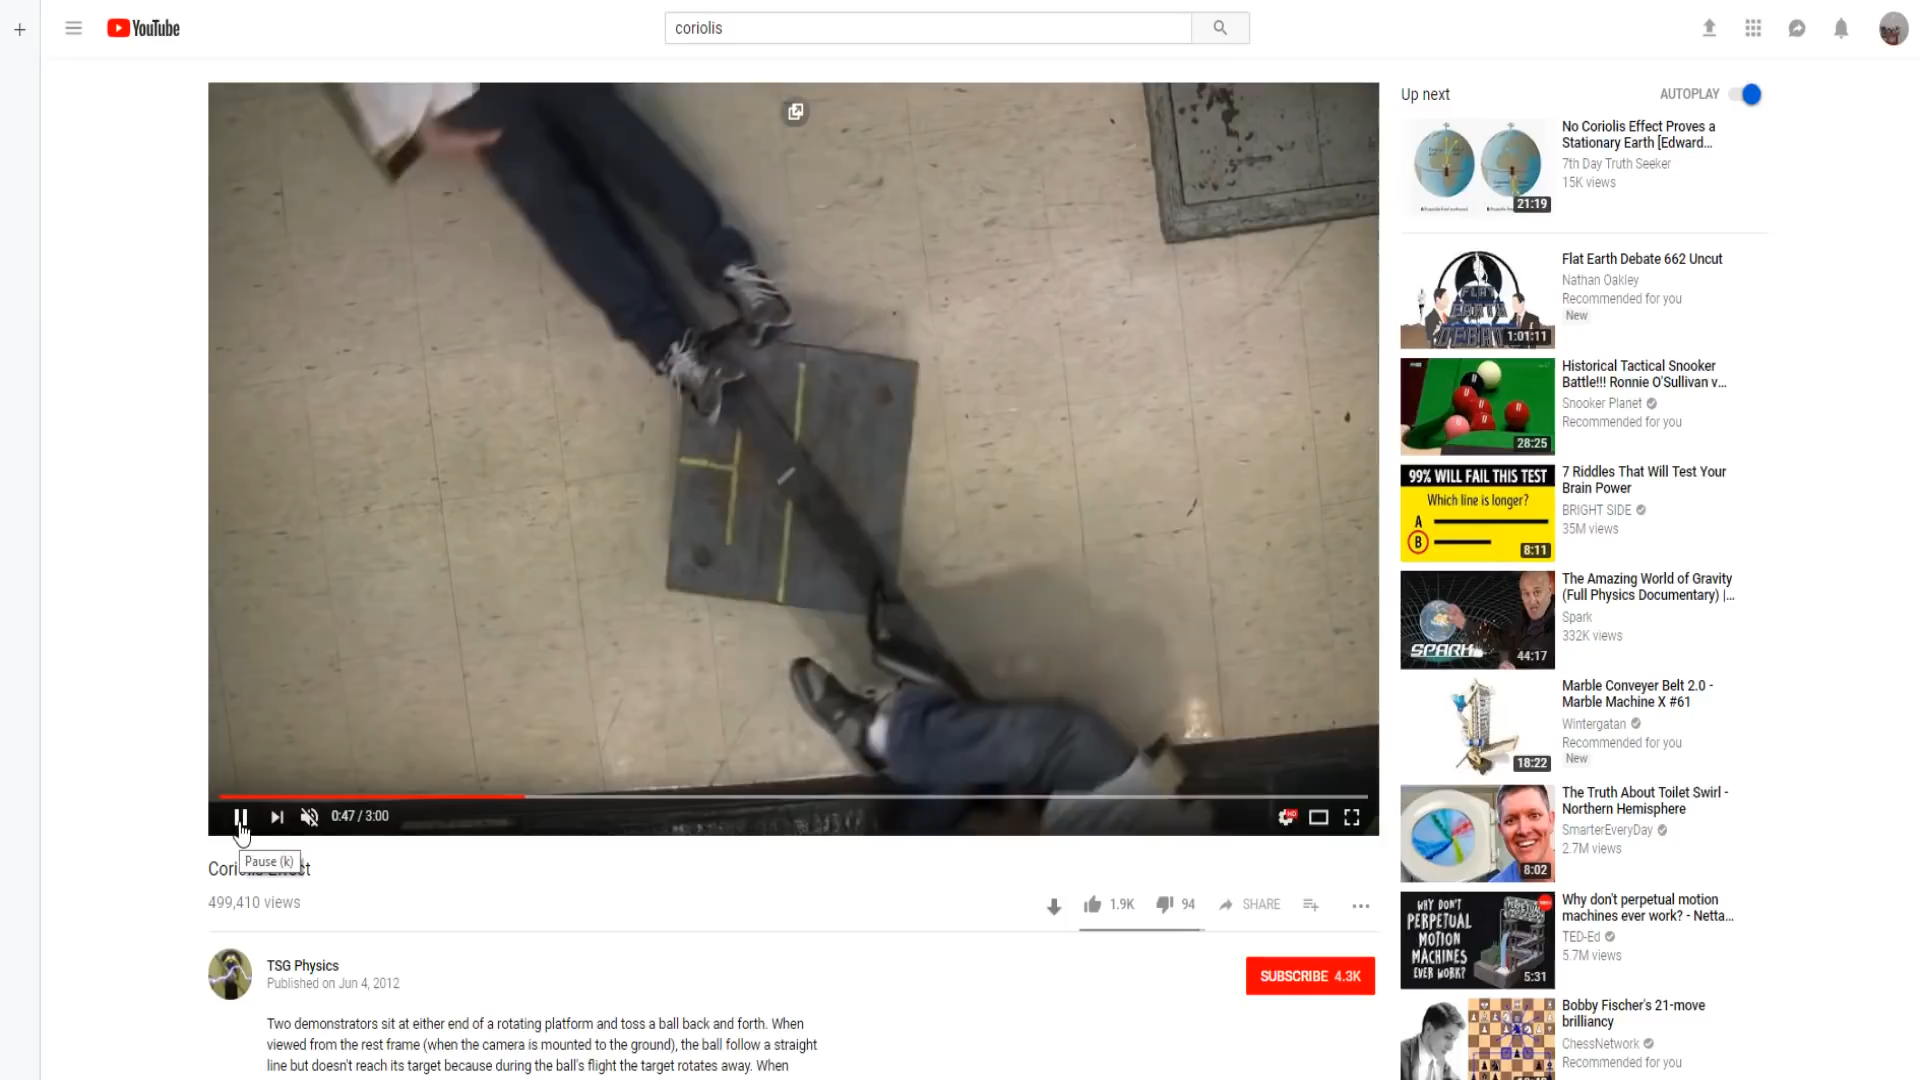 YouTube
coriolis
0:47 / 3:00
Pause (k)
499,410 views
1.9K
94
SHARE
TSG Physics
Published on Jun 4, 2012
SUBSCRIBE 4.3K
Two demonstrators sit at either end of a rotating platform and toss a ball back and forth. When
viewed from the rest frame (when the camera is mounted to the ground), the ball follow a straight
line but doesn't reach its target because during the ball's flight the target rotates away. When
Up next
AUTOPLAY
21:19
No Coriolis Effect Proves a
Stationary Earth [Edward...
7th Day Truth Seeker
15K views
FLAT
EARTH
DEBATE
1:01:11
Flat Earth Debate 662 Uncut
Nathan Oakley
Recommended for you
New
28:25
Historical Tactical Snooker
Battle!!! Ronnie O'Sullivan v...
Snooker Planet
Recommended for you
99% WILL FAIL THIS TEST
Which line is longer?
A
B
8:11
7 Riddles That Will Test Your
Brain Power
BRIGHT SIDE
35M views
SPARK
44:17
The Amazing World of Gravity
(Full Physics Documentary) |...
Spark
332K views
18:22
Marble Conveyer Belt 2.0 -
Marble Machine X #61
Wintergatan
Recommended for you
New
8:02
The Truth About Toilet Swirl -
Northern Hemisphere
SmarterEveryDay
2.7M views
WHY DON'T
PERPETUAL
MOTION
MACHINES
EVER WORK?
5:31
Why don't perpetual motion
machines ever work? - Netta...
TED-Ed
5.7M views
Bobby Fischer's 21-move
brilliancy
ChessNetwork
Recommended for you